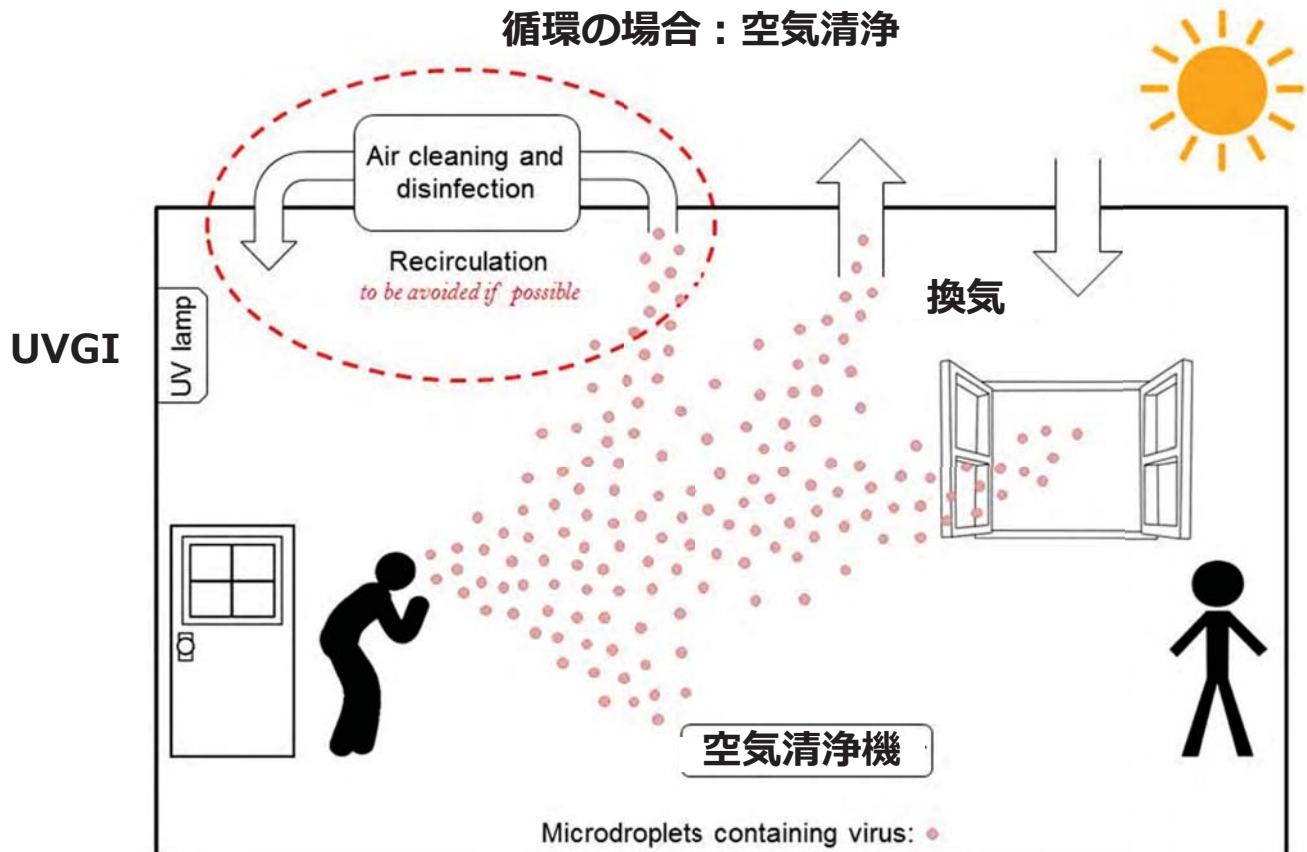 循環の場合：空気清浄
Air cleaning and
disinfection
Recirculation
to be avoided if possible
換気
UVGI
UV lamp
空気清浄機
Microdroplets containing virus: